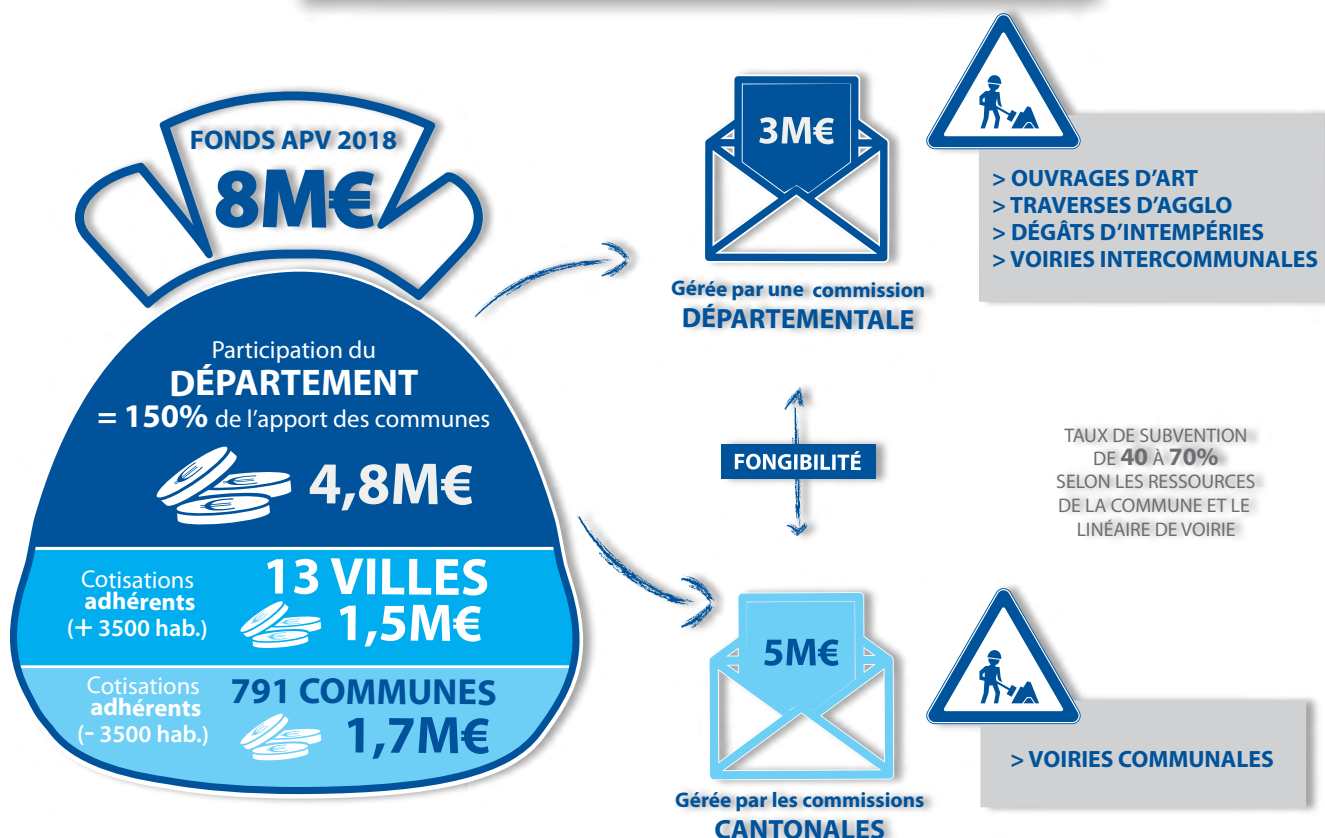 FONDS APV 2018
8M€
Participation du
DÉPARTEMENT
= 150% de l'apport des communes
4,8M€
Cotisations
adhérents
(+ 3500 hab.)
13 VILLES
1,5M€
Cotisations
adhérents
(- 3500 hab.)
791 COMMUNES
1,7M€
3M€
Gérée par une commission
DÉPARTEMENTALE
> OUVRAGES D'ART
> TRAVERSES D'AGGLO
> DÉGÂTS D'INTEMPÉRIES
> VOIRIES INTERCOMMUNALES
FONGIBILITÉ
TAUX DE SUBVENTION
DE 40 À 70%
SELON LES RESSOURCES
DE LA COMMUNE ET LE
LINÉAIRE DE VOIRIE
5M€
Gérée par les commissions
CANTONALES
> VOIRIES COMMUNALES